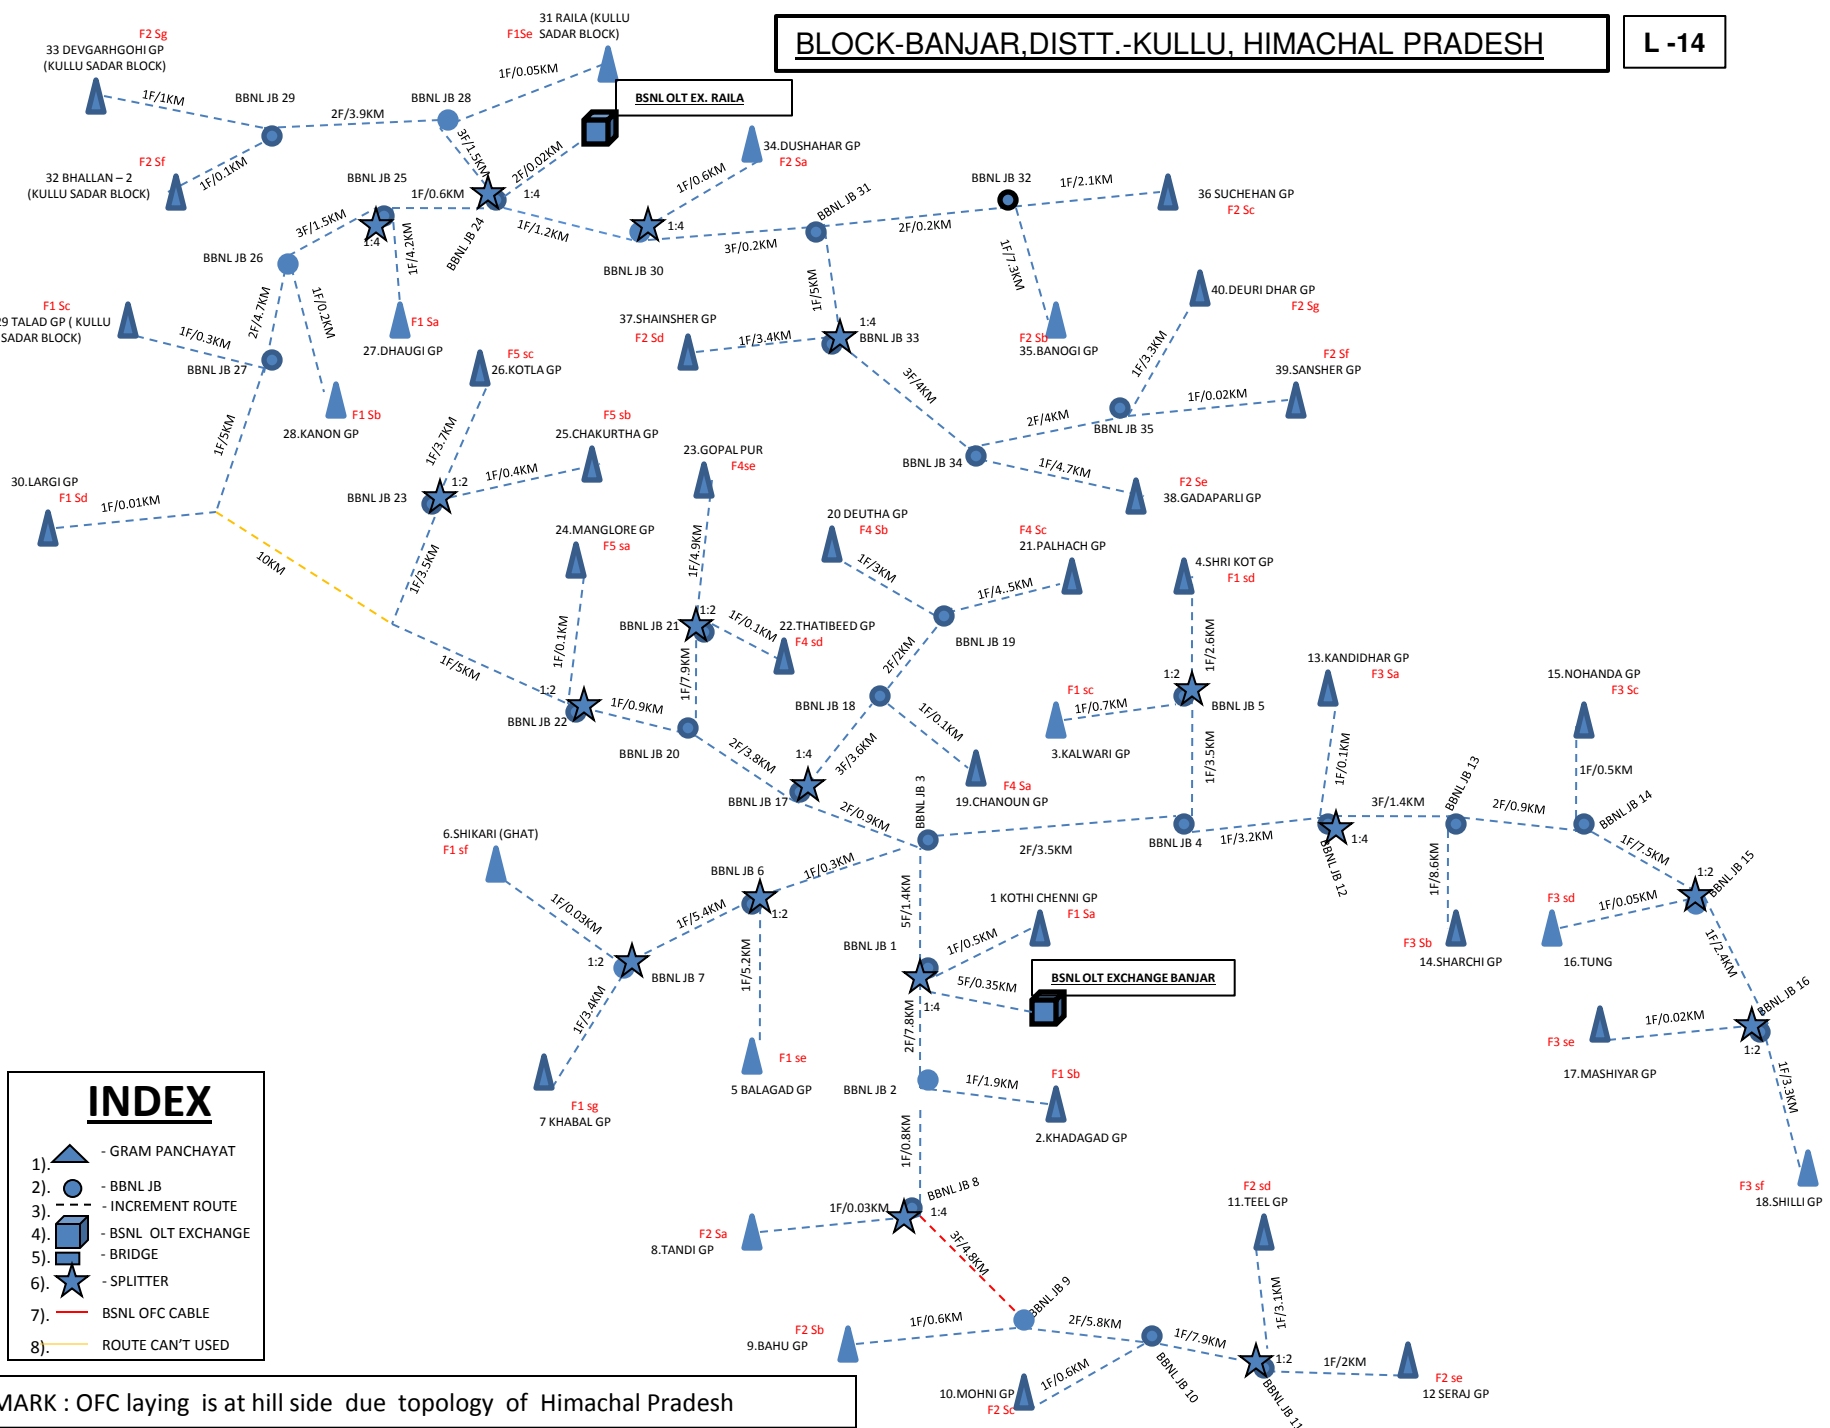 BLOCK-BANJAR,DISTT.-KULLU, HIMACHAL PRADESH
L -14
F2 Sg
33 DEVGARHGOHI GP
(KULLU SADAR BLOCK)
1F/1KM
BBNL JB 29
2F/3.9KM
BBNL JB 28
31 RAILA (KULLU
F1Se SADAR BLOCK)
1F/0.05KM
BSNL OLT EX. RAILA
F2 Sf
32 BHALLAN – 2
(KULLU SADAR BLOCK)
1F/0.1KM
3F/1.5KM
2F/0.02KM
BBNL JB 25
1F/0.6KM
1:4
BBNL JB 24
3F/1.5KM
1:4
1F/4.2KM
1F/1.2KM
1F/0.6KM
34.DUSHAHAR GP
F2 Sa
1:4
BBNL JB 30
3F/0.2KM
BBNL JB 31
2F/0.2KM
BBNL JB 32
1F/2.1KM
36 SUCHEHAN GP
F2 Sc
1F/7.3KM
F2 Sb
35.BANOGI GP
BBNL JB 26
2F/4.7KM
1F/0.2KM
F1 Sc
29 TALAD GP ( KULLU
SADAR BLOCK)
1F/0.3KM
BBNL JB 27
F1 Sa
27.DHAUGI GP
F1 Sb
28.KANON GP
1F/5KM
37.SHAINSHER GP
F2 Sd
1F/3.4KM
1F/5KM
1:4
BBNL JB 33
3F/4KM
40.DEURI DHAR GP
F2 Sg
1F/3.3KM
F2 Sf
39.SANSHER GP
1F/0.02KM
2F/4KM
BBNL JB 35
BBNL JB 34
1F/4.7KM
F2 Se
38.GADAPARLI GP
F5 sc
26.KOTLA GP
1F/3.7KM
F5 sb
25.CHAKURTHA GP
1F/0.4KM
1:2
BBNL JB 23
1F/3.5KM
30.LARGI GP
F1 Sd
1F/0.01KM
10KM
1F/5KM
23.GOPAL PUR
F4se
1F/4.9KM
24.MANGLORE GP
F5 sa
1F/0.1KM
1:2
BBNL JB 22
1F/0.9KM
1:2
BBNL JB 21
1F/0.1KM
22.THATIBEED GP
F4 sd
1F/7.9KM
BBNL JB 20
2F/3.8KM
20 DEUTHA GP
F4 Sb
1F/3KM
F4 Sc
21.PALHACH GP
1F/4..5KM
BBNL JB 19
2F/2KM
BBNL JB 18
1F/0.1KM
F4 Sa
19.CHANOUN GP
3F/3.6KM
1:4
BBNL JB 17
2F/0.9KM
BBNL JB 3
4.SHRI KOT GP
F1 sd
1F/2.6KM
1:2
BBNL JB 5
F1 sc
1F/0.7KM
3.KALWARI GP
1F/3.5KM
2F/3.5KM
BBNL JB 4
1F/3.2KM
13.KANDIDHAR GP
F3 Sa
1F/0.1KM
1:4
BBNL JB 12
3F/1.4KM
BBNL JB 13
2F/0.9KM
15.NOHANDA GP
F3 Sc
1F/0.5KM
BBNL JB 14
1F/7.5KM
1F/8.6KM
F3 Sb
14.SHARCHI GP
F3 sd
1F/0.05KM
16.TUNG
1:2
BBNL JB 15
1F/2.4KM
BBNL JB 16
1F/0.02KM
F3 se
1:2
17.MASHIYAR GP
1F/3.3KM
F3 sf
18.SHILLI GP
6.SHIKARI (GHAT)
F1 sf
1F/0.03KM
BBNL JB 6
1F/0.3KM
1:2
1F/5.4KM
1:2
BBNL JB 7
1F/5.2KM
1F/3.4KM
F1 sg
7 KHABAL GP
F1 se
5 BALAGAD GP
5F/1.4KM
1 KOTHI CHENNI GP
F1 Sa
BBNL JB 1
1F/0.5KM
5F/0.35KM
1:4
BSNL OLT EXCHANGE BANJAR
2F/7.8KM
BBNL JB 2
1F/1.9KM
F1 Sb
2.KHADAGAD GP
1F/0.8KM
BBNL JB 8
1:4
1F/0.03KM
F2 Sa
8.TANDI GP
3F/4.8KM
BBNL JB 9
F2 Sb
9.BAHU GP
1F/0.6KM
2F/5.8KM
10.MOHNI GP
F2 Sc
1F/0.6KM
BBNL JB 10
1F/7.9KM
F2 sd
11.TEEL GP
1F/3.1KM
1:2
BBNL JB 11
1F/2KM
F2 se
12 SERAJ GP
INDEX
1). - GRAM PANCHAYAT
2). - BBNL JB
3). - INCREMENT ROUTE
4). - BSNL OLT EXCHANGE
5). - BRIDGE
6). - SPLITTER
7). BSNL OFC CABLE
8). ROUTE CAN'T USED
MARK : OFC laying is at hill side due topology of Himachal Pradesh